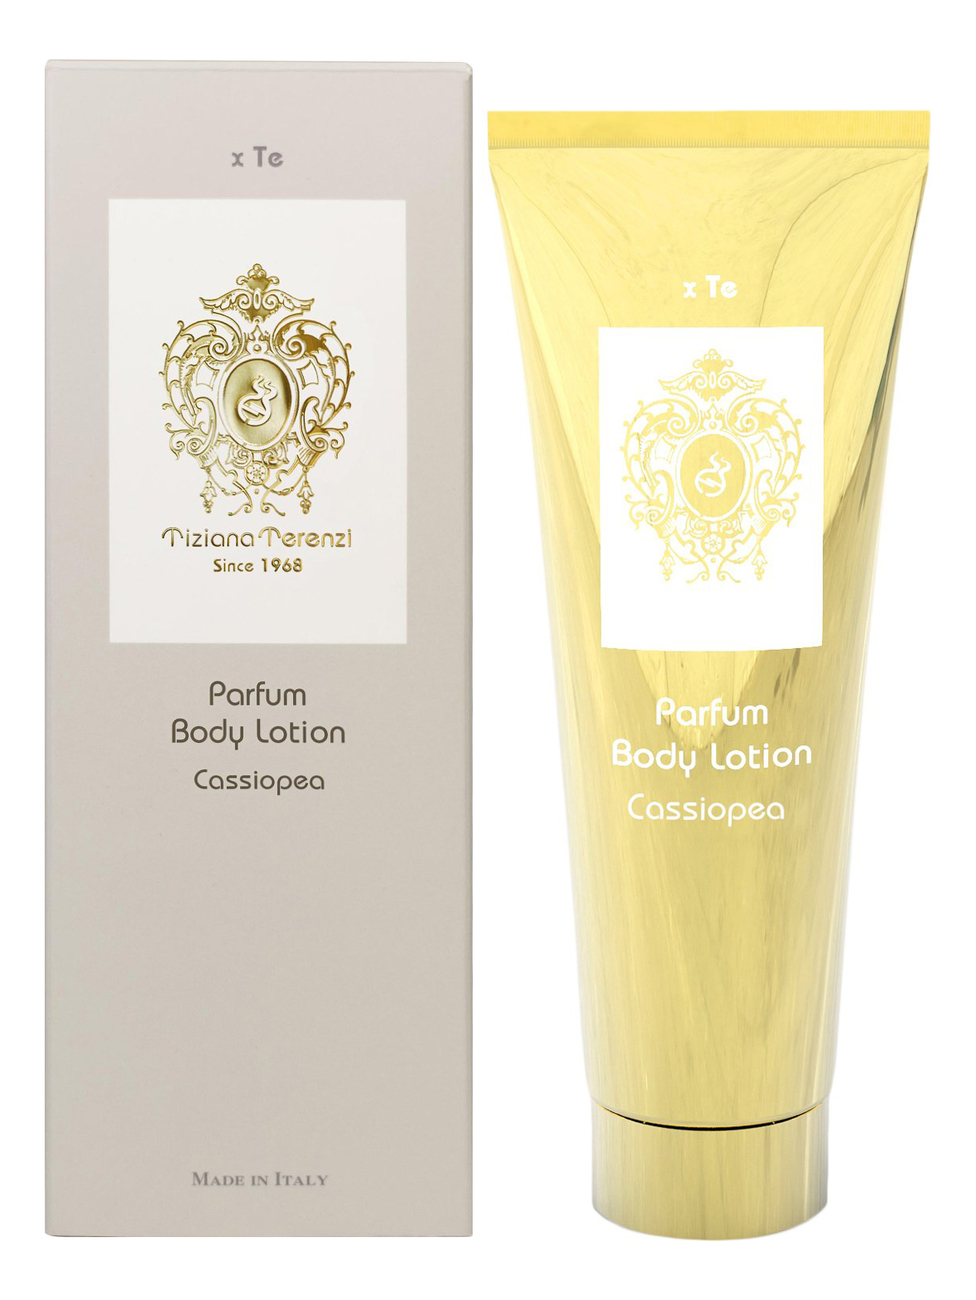 x Te
Tiziana Terenzi
Since 1968
Parfum
Body Lotion
Cassiopea
MADE IN ITALY
x Te
Parfum
Body Lotion
Cassiopea